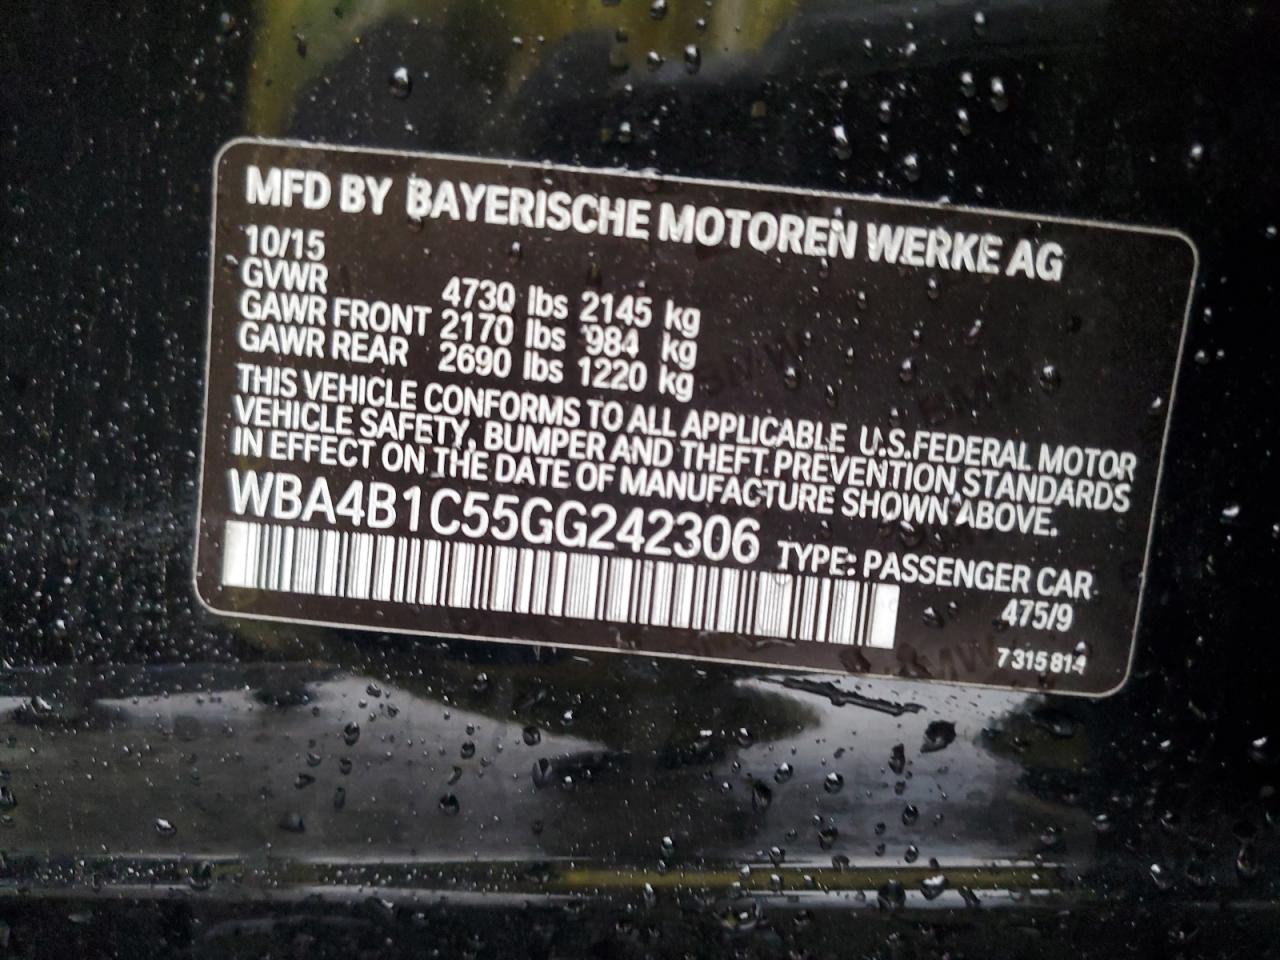 MFD BY BAYERISCHE MOTOREN WERKE AG
10/15
GVWR 4730 lbs 2145 kg
GAWR FRONT 2170 lbs 984 kg
GAWR REAR 2690 lbs 1220 kg
THIS VEHICLE CONFORMS TO ALL APPLICABLE U.S.FEDERAL MOTOR
VEHICLE SAFETY, BUMPER AND THEFT PREVENTION STANDARDS
IN EFFECT ON THE DATE OF MANUFACTURE SHOWN ABOVE.
WBA4B1C55GG242306 TYPE: PASSENGER CAR
475/9
7 315 814